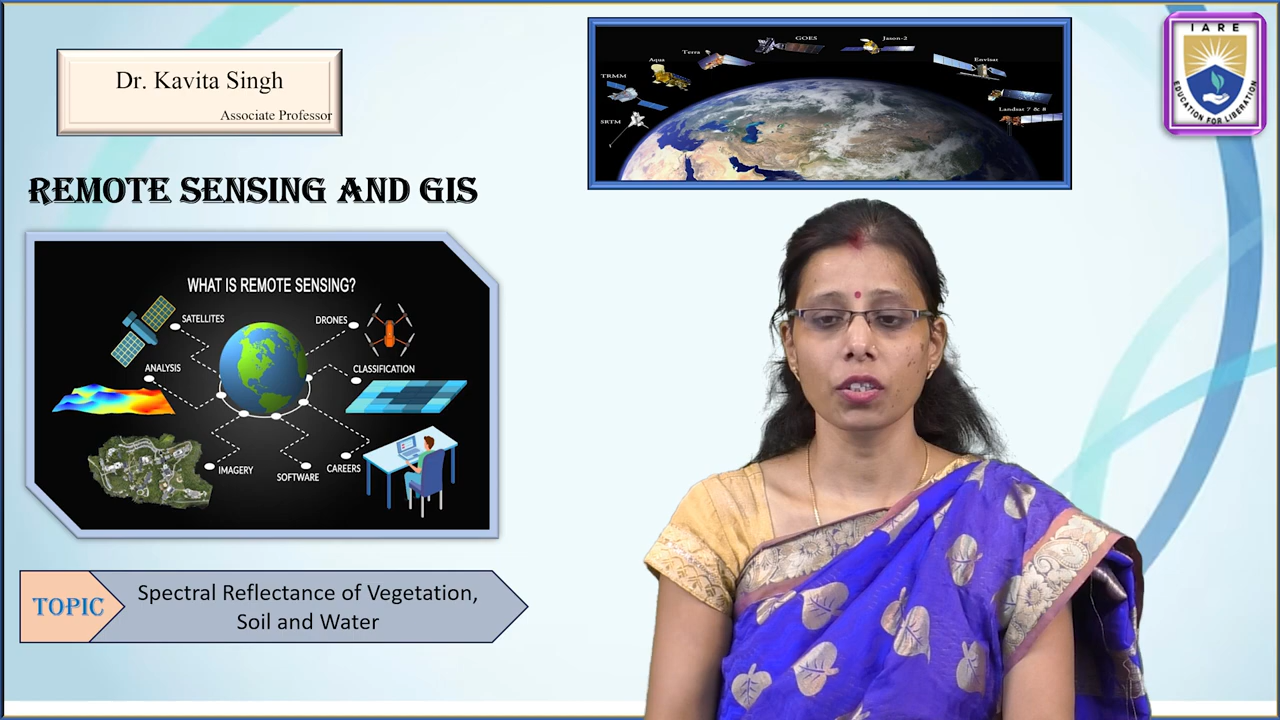 Dr. Kavita Singh
Associate Professor
REMOTE SENSING AND GIS
WHAT IS REMOTE SENSING?
SATELLITES
DRONES
ANALYSIS
CLASSIFICATION
IMAGERY
SOFTWARE
CAREERS
TOPIC
Spectral Reflectance of Vegetation,
Soil and Water
GOES
Jason-2
Terra
Envisat
Aqua
TRMM
Landsat 7 & 8
SRTM
IARE
EDUCATION FOR LIBERATION